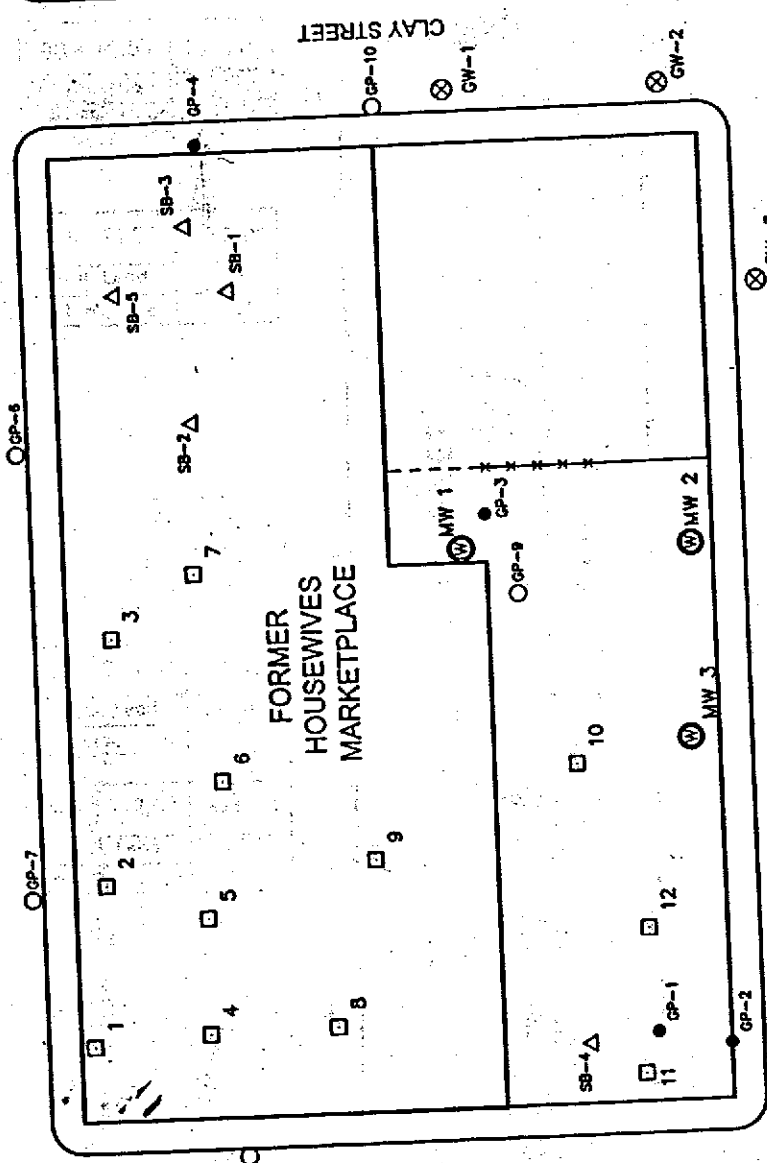 CLAY STREET
GP-10
GW-1
GW-2
GP-4
SB-3
SB-1
SB-5
GP-6
SB-2
MW 1
GP-3
7
3
FORMER
HOUSEWIVES
MARKETPLACE
GP-9
MW 2
W
W
6
10
MW 3
W
GP-7
2
5
9
12
1
4
8
SB-4
GP-1
11
GP-2